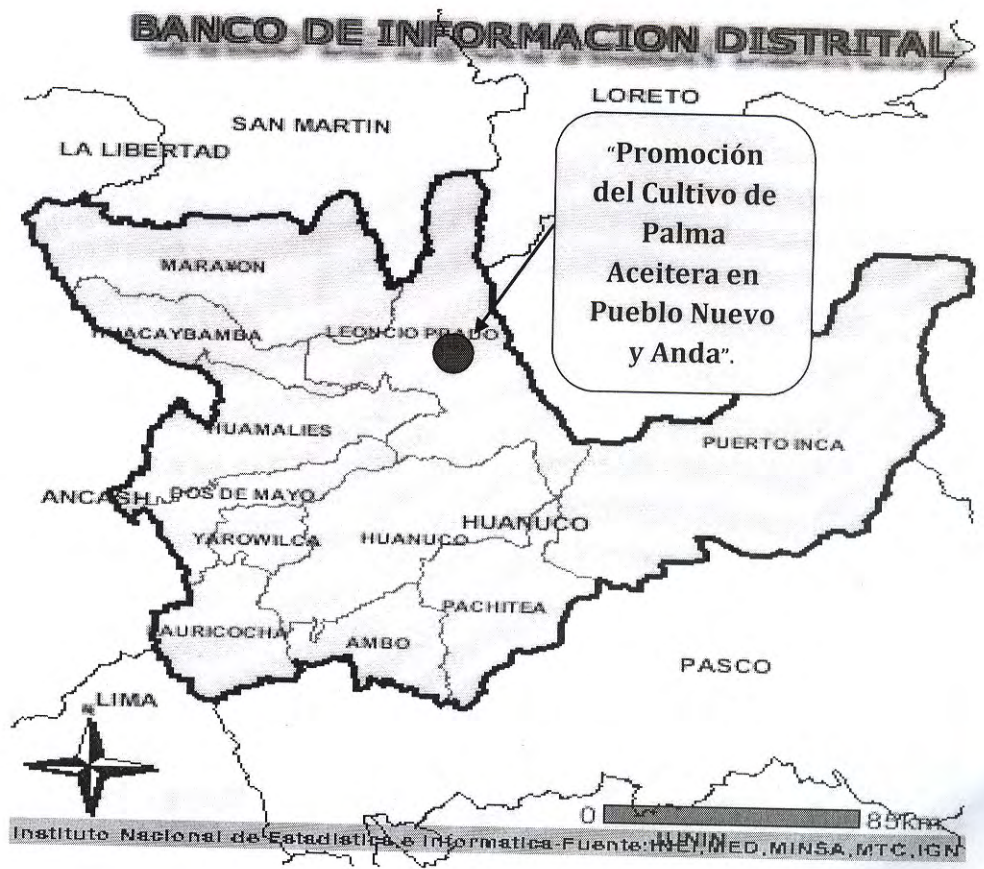 BANCO DE INFORMACION DISTRITAL
LORETO
SAN MARTIN
LA LIBERTAD
“Promoción
del Cultivo de
Palma
Aceitera en
Pueblo Nuevo
y Anda”.
MARAÑON
HUACAYBAMBA
LEONCIO PRADO
HUAMALIES
PUERTO INCA
ANCASH
DOS DE MAYO
HUANUCO
YAROWILCA
HUANUCO
PACHITEA
LAURICOCHA
AMBO
PASCO
LIMA
N
0 85km
JUNIN
Instituto Nacional de Estadistica e Informatica-Fuente:INEI,MED,MINSA,MTC,IGN